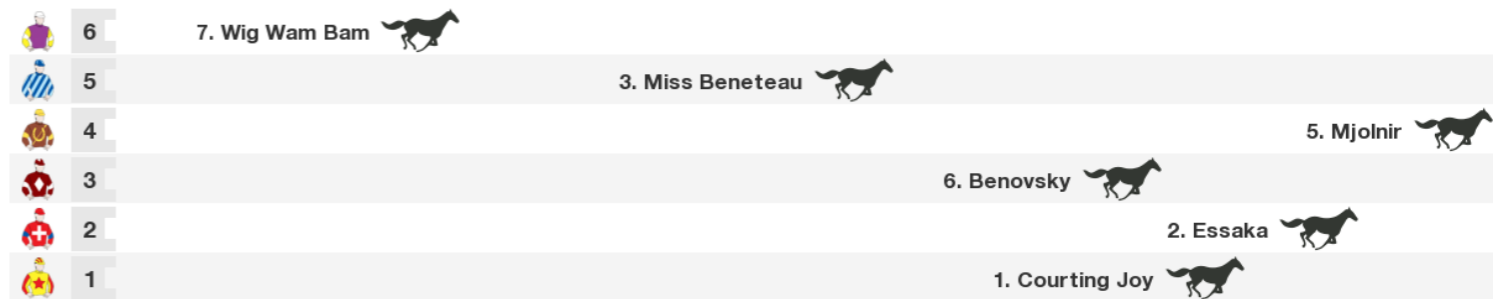 6 7. Wig Wam Bam
5 3. Miss Beneteau
4 5. Mjolnir
3 6. Benovsky
2 2. Essaka
1 1. Courting Joy